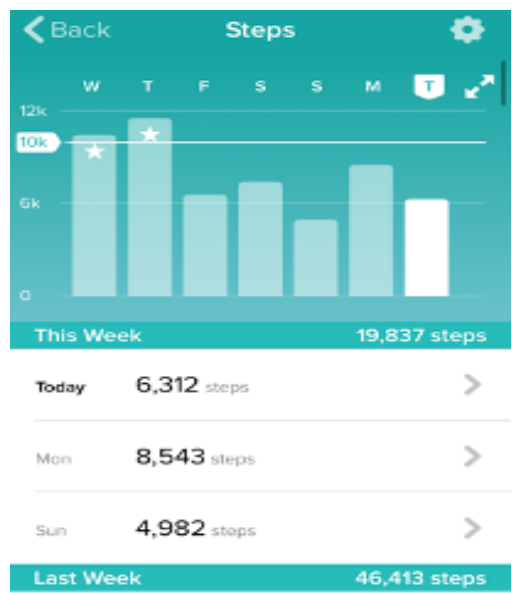 Back Steps
W T F S S M T
12k
10k
6k
0
This Week 19,837 steps
Today 6,312 steps
Mon 8,543 steps
Sun 4,982 steps
Last Week 46,413 steps